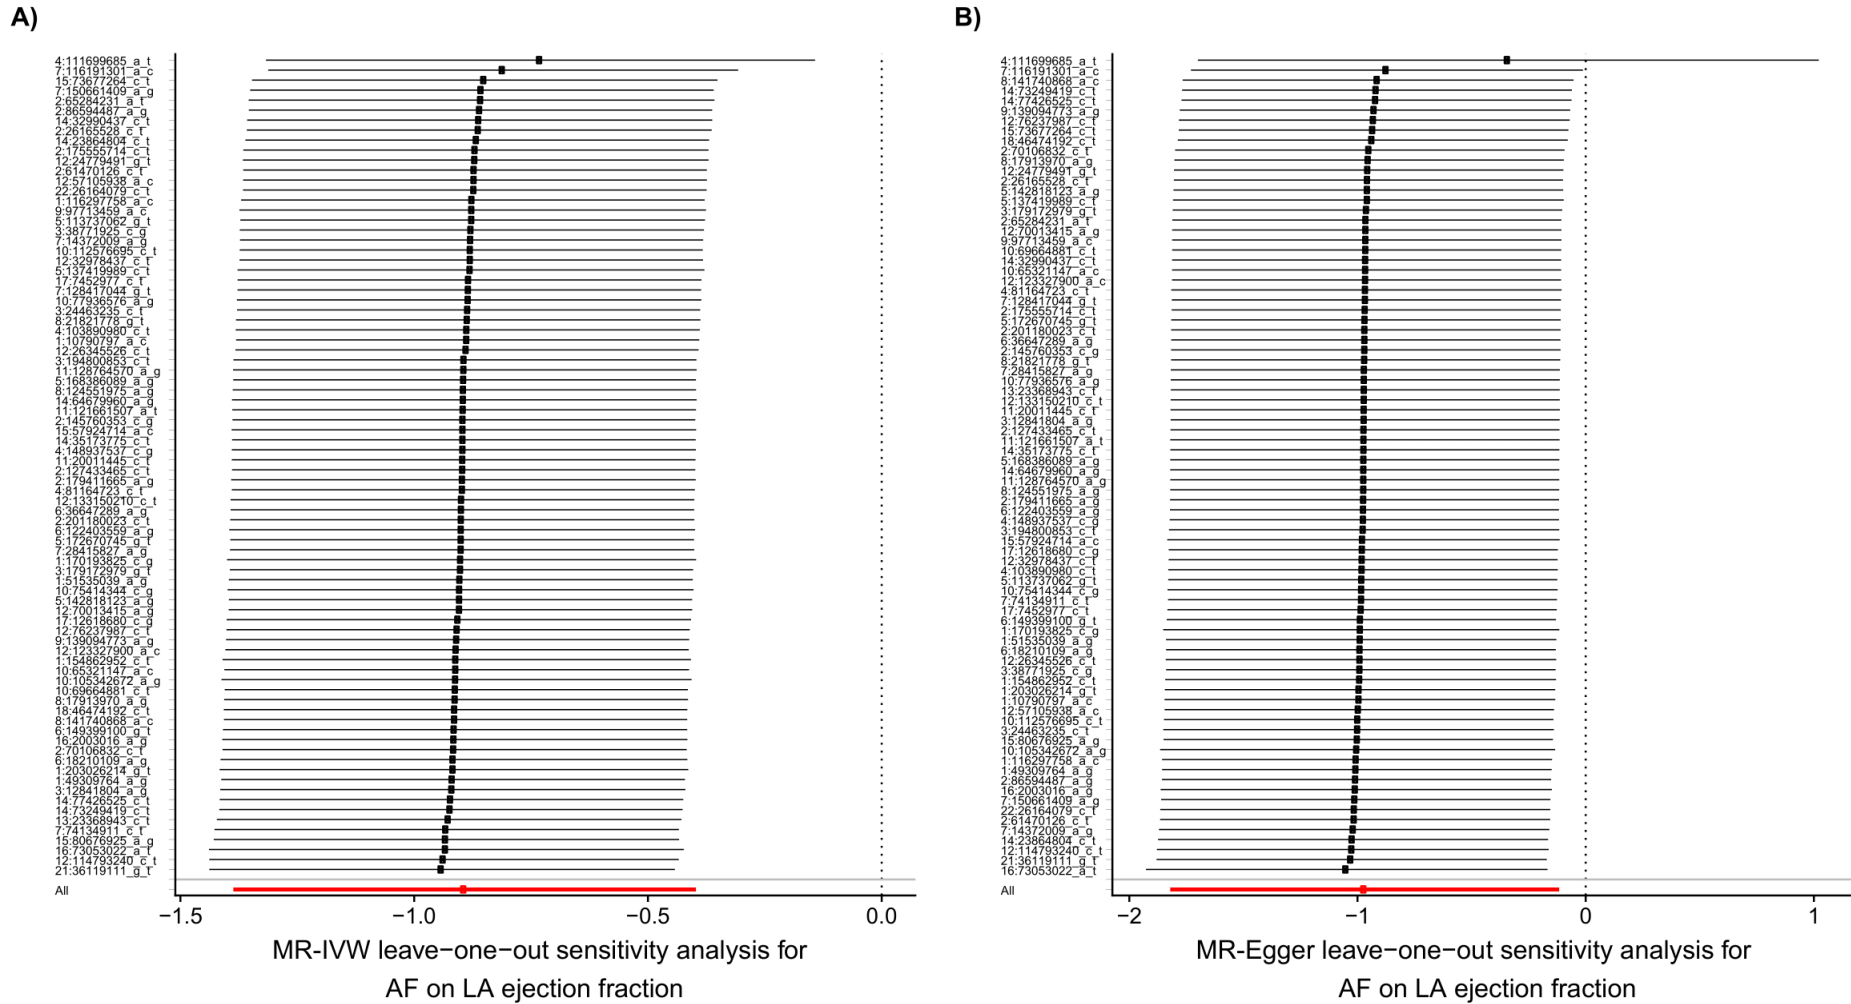 A)
4:111699685_a_t
7:116191301_a_c
15:73677264_c_t
7:150661409_a_g
2:65284231_a_t
2:86594487_a_g
14:32990437_c_t
2:26165528_c_t
14:23864804_c_t
2:175555714_c_t
12:24779491_g_t
2:61470126_c_t
12:57105938_a_c
22:26164079_c_t
1:116297758_a_c
9:97713459_a_c
5:113737062_g_t
3:38771925_c_g
7:14372009_a_g
10:112576695_c_t
12:32978437_c_t
5:137419989_c_t
17:7452977_c_t
7:128417044_g_t
10:77936576_a_g
3:24463235_c_t
8:21821778_g_t
4:103890980_c_t
1:10790797_a_c
12:26345526_c_t
3:194800853_c_t
11:128764570_a_g
5:168386089_a_g
8:124551975_a_g
14:64679960_a_g
11:121661507_a_t
2:145760353_c_g
15:57924714_a_c
14:35173775_c_t
4:148937537_c_g
11:20011445_c_t
2:127433465_c_t
2:179411665_a_g
4:81164723_c_t
12:133150210_c_t
6:36647289_a_g
2:201180023_c_t
6:122403559_a_g
5:172670745_g_t
7:28415827_a_g
1:170193825_c_g
3:179172979_g_t
1:51535039_a_g
10:75414344_c_g
5:142818123_a_g
12:70013415_a_g
17:12618680_c_g
12:76237987_c_t
9:139094773_a_g
12:123327900_a_c
1:154862952_c_t
10:65321147_a_c
10:105342672_a_g
10:69664881_c_t
8:17913970_a_g
18:46474192_c_t
8:141740868_a_c
6:149399100_g_t
16:2003016_a_g
2:70106832_c_t
6:18210109_a_g
1:203026214_g_t
1:49309764_a_g
3:12841804_a_g
14:77426525_c_t
14:73249419_c_t
13:23368943_c_t
7:74134911_c_t
15:80676925_a_g
16:73053022_a_t
12:114793240_c_t
21:36119111_g_t
All
−1.5 −1.0 −0.5 0.0
MR-IVW leave−one−out sensitivity analysis for
AF on LA ejection fraction
B)
4:111699685_a_t
7:116191301_a_c
8:141740868_a_c
14:73249419_c_t
14:77426525_c_t
9:139094773_a_g
12:76237987_c_t
15:73677264_c_t
18:46474192_c_t
2:70106832_c_t
8:17913970_a_g
12:24779491_g_t
2:26165528_c_t
5:142818123_a_g
5:137419989_c_t
3:179172979_g_t
2:65284231_a_t
12:70013415_a_g
9:97713459_a_c
10:69664881_c_t
14:32990437_c_t
10:65321147_a_c
12:123327900_a_c
4:81164723_c_t
7:128417044_g_t
2:175555714_c_t
5:172670745_g_t
2:201180023_c_t
6:36647289_a_g
2:145760353_c_g
8:21821778_g_t
7:28415827_a_g
10:77936576_a_g
13:23368943_c_t
12:133150210_c_t
11:20011445_c_t
3:12841804_a_g
2:127433465_c_t
11:121661507_a_t
14:35173775_c_t
5:168386089_a_g
14:64679960_a_g
11:128764570_a_g
8:124551975_a_g
2:179411665_a_g
6:122403559_a_g
4:148937537_c_g
3:194800853_c_t
15:57924714_a_c
17:12618680_c_g
12:32978437_c_t
4:103890980_c_t
5:113737062_g_t
10:75414344_c_g
7:74134911_c_t
17:7452977_c_t
6:149399100_g_t
1:170193825_c_g
1:51535039_a_g
6:18210109_a_g
12:26345526_c_t
3:38771925_c_g
1:154862952_c_t
1:203026214_g_t
1:10790797_a_c
12:57105938_a_c
10:112576695_c_t
3:24463235_c_t
15:80676925_a_g
10:105342672_a_g
1:116297758_a_c
1:49309764_a_g
2:86594487_a_g
16:2003016_a_g
7:150661409_a_g
22:26164079_c_t
2:61470126_c_t
7:14372009_a_g
14:23864804_c_t
12:114793240_c_t
21:36119111_g_t
16:73053022_a_t
All
−2 −1 0 1
MR-Egger leave−one−out sensitivity analysis for
AF on LA ejection fraction